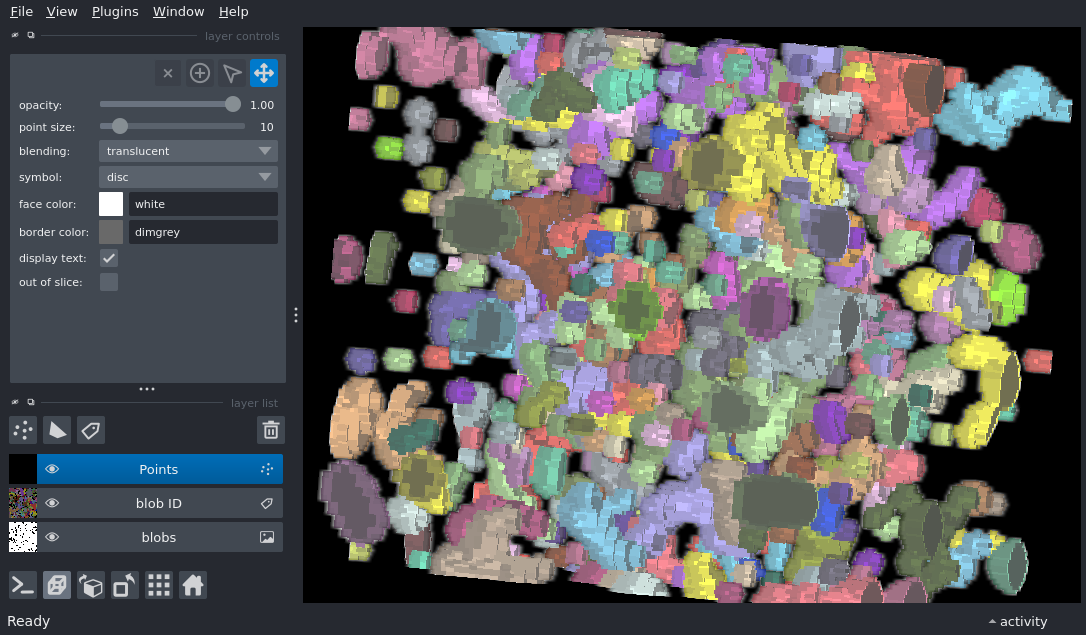 File View Plugins Window Help
layer controls
opacity: 1.00
point size: 10
blending: translucent
symbol: disc
face color: white
border color: dimgrey
display text:
out of slice:
layer list
Points
blob ID
blobs
Ready
activity